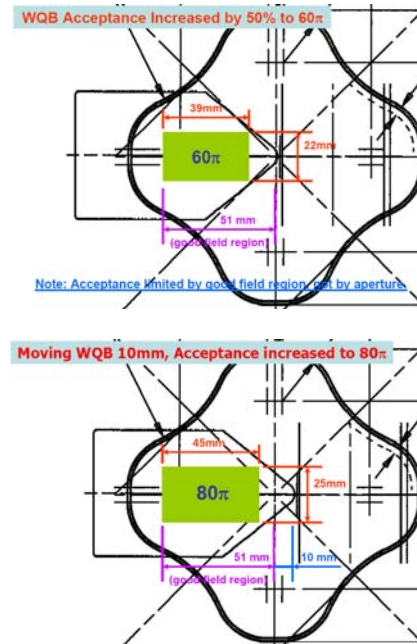 WQB Acceptance Increased by 50% to 60π
39mm
60π
22mm
51 mm
(good field region)
Note: Acceptance limited by good field region, not by aperture.
Moving WQB 10mm, Acceptance increased to 80π
45mm
80π
25mm
51 mm
10 mm
(good field region)